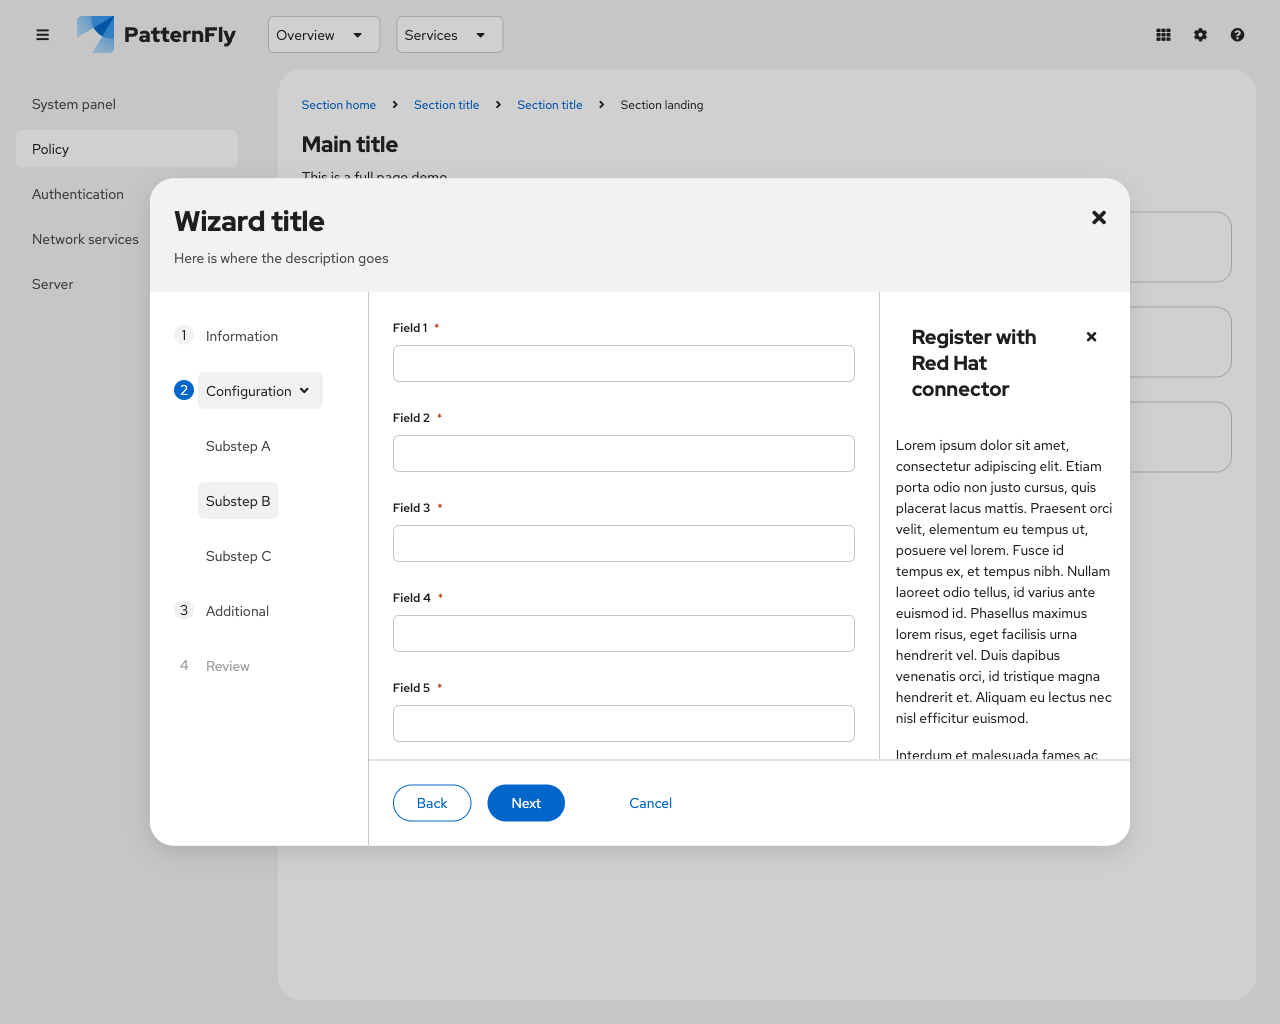 PatternFly
Overview
Services
System panel
Policy
Authentication
Network services
Server
Section home
Section title
Section title
Section landing
Main title
This is a full page demo
Wizard title
Here is where the description goes
1 Information
2 Configuration
Substep A
Substep B
Substep C
3 Additional
4 Review
Field 1 *
Field 2 *
Field 3 *
Field 4 *
Field 5 *
Register with
Red Hat
connector
Lorem ipsum dolor sit amet,
consectetur adipiscing elit. Etiam
porta odio non justo cursus, quis
placerat lacus mattis. Praesent orci
velit, elementum eu tempus ut,
posuere vel lorem. Fusce id
tempus ex, et tempus nibh. Nullam
laoreet odio tellus, id varius ante
euismod id. Phasellus maximus
lorem risus, eget facilisis urna
hendrerit vel. Duis dapibus
venenatis orci, id tristique magna
hendrerit et. Aliquam eu lectus nec
nisl efficitur euismod.
Interdum et malesuada fames ac
Back
Next
Cancel